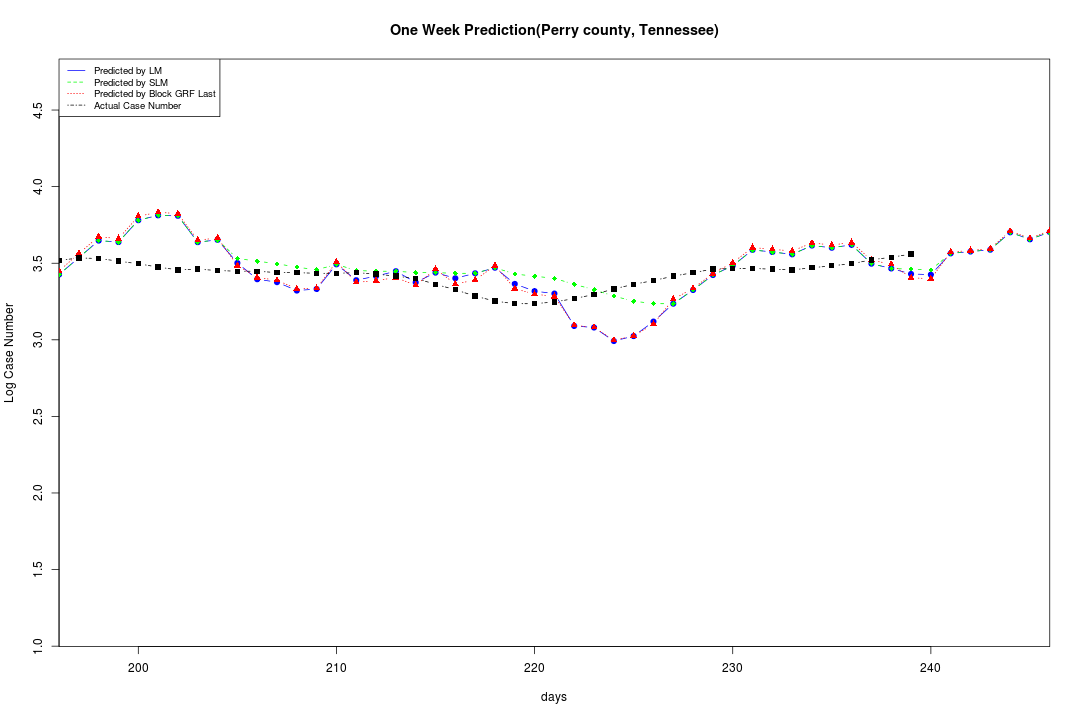 One Week Prediction(Perry county, Tennessee)
Predicted by LM
Predicted by SLM
Predicted by Block GRF Last
Actual Case Number
4.5
4.0
3.5
3.0
2.5
2.0
1.5
1.0
Log Case Number
200 210 220 230 240
days